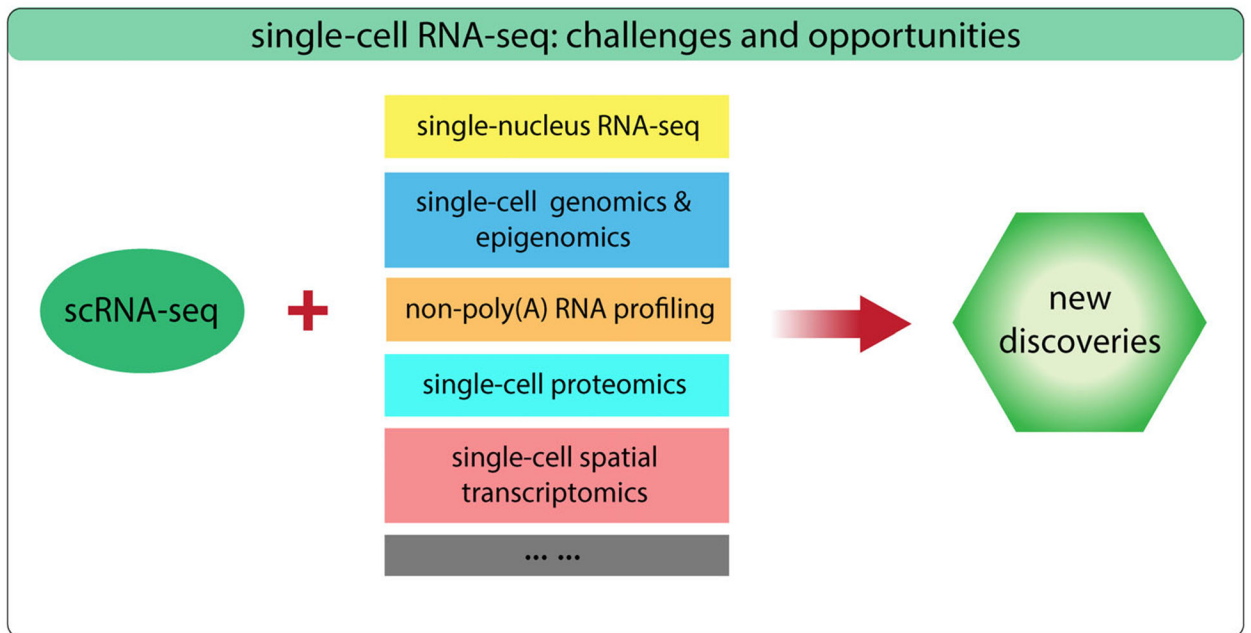 single-cell RNA-seq: challenges and opportunities
single-nucleus RNA-seq
single-cell genomics &
epigenomics
scRNA-seq
+
non-poly(A) RNA profiling
single-cell proteomics
single-cell spatial
transcriptomics
... ...
new
discoveries